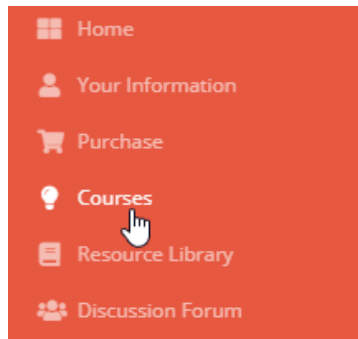 Home
Your Information
Purchase
Courses
Resource Library
Discussion Forum